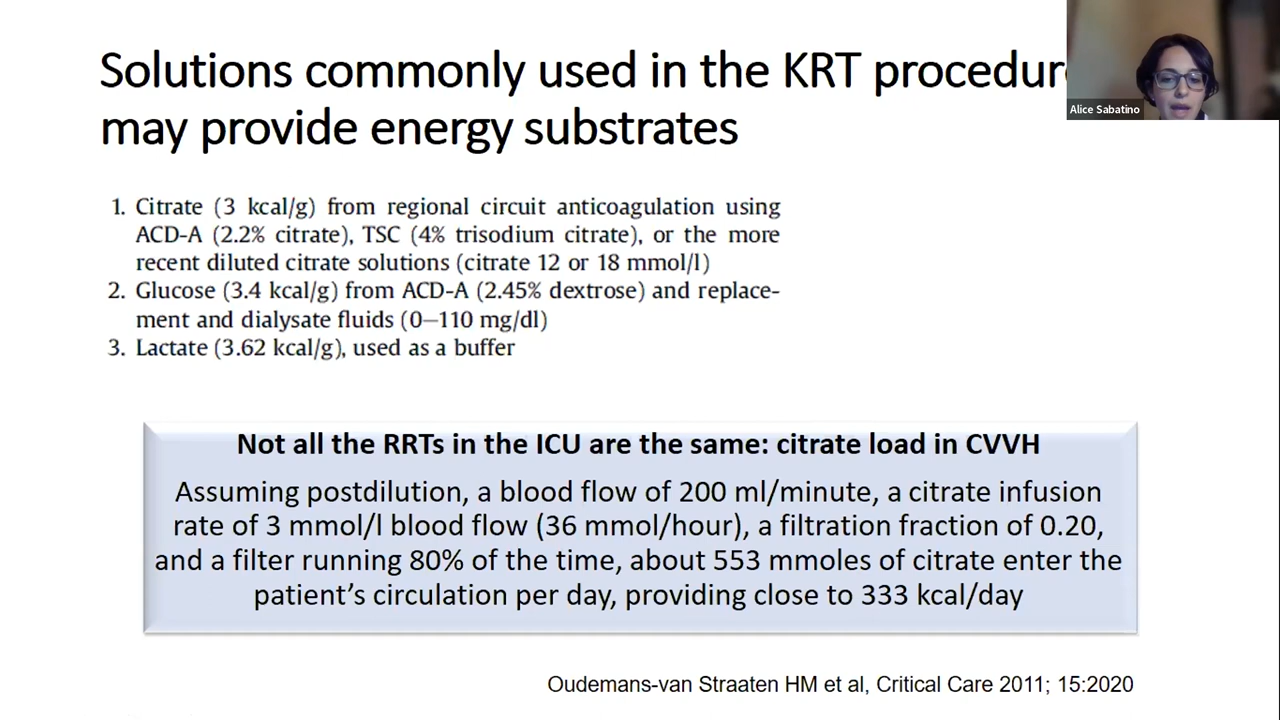 Solutions commonly used in the KRT procedur
may provide energy substrates
Alice Sabatino
1. Citrate (3 kcal/g) from regional circuit anticoagulation using
ACD-A (2.2% citrate), TSC (4% trisodium citrate), or the more
recent diluted citrate solutions (citrate 12 or 18 mmol/l)
2. Glucose (3.4 kcal/g) from ACD-A (2.45% dextrose) and replace-
ment and dialysate fluids (0–110 mg/dl)
3. Lactate (3.62 kcal/g), used as a buffer
Not all the RRTs in the ICU are the same: citrate load in CVVH
Assuming postdilution, a blood flow of 200 ml/minute, a citrate infusion
rate of 3 mmol/l blood flow (36 mmol/hour), a filtration fraction of 0.20,
and a filter running 80% of the time, about 553 mmoles of citrate enter the
patient’s circulation per day, providing close to 333 kcal/day
Oudemans-van Straaten HM et al, Critical Care 2011; 15:2020